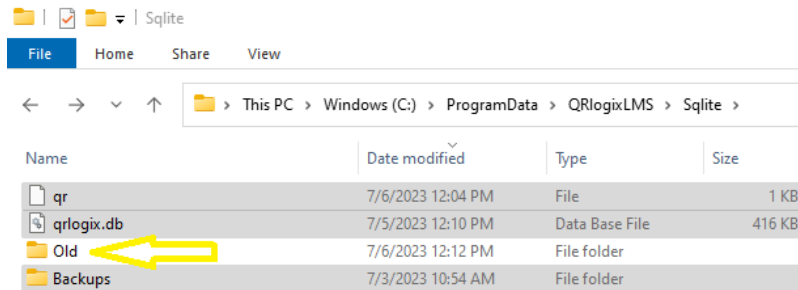 Sqlite
File Home Share View
This PC > Windows (C:) > ProgramData > QRlogixLMS > Sqlite >
Name Date modified Type Size
qr 7/6/2023 12:04 PM File 1 KB
qrlogix.db 7/5/2023 12:10 PM Data Base File 416 KB
Old 7/6/2023 12:12 PM File folder
Backups 7/3/2023 10:54 AM File folder